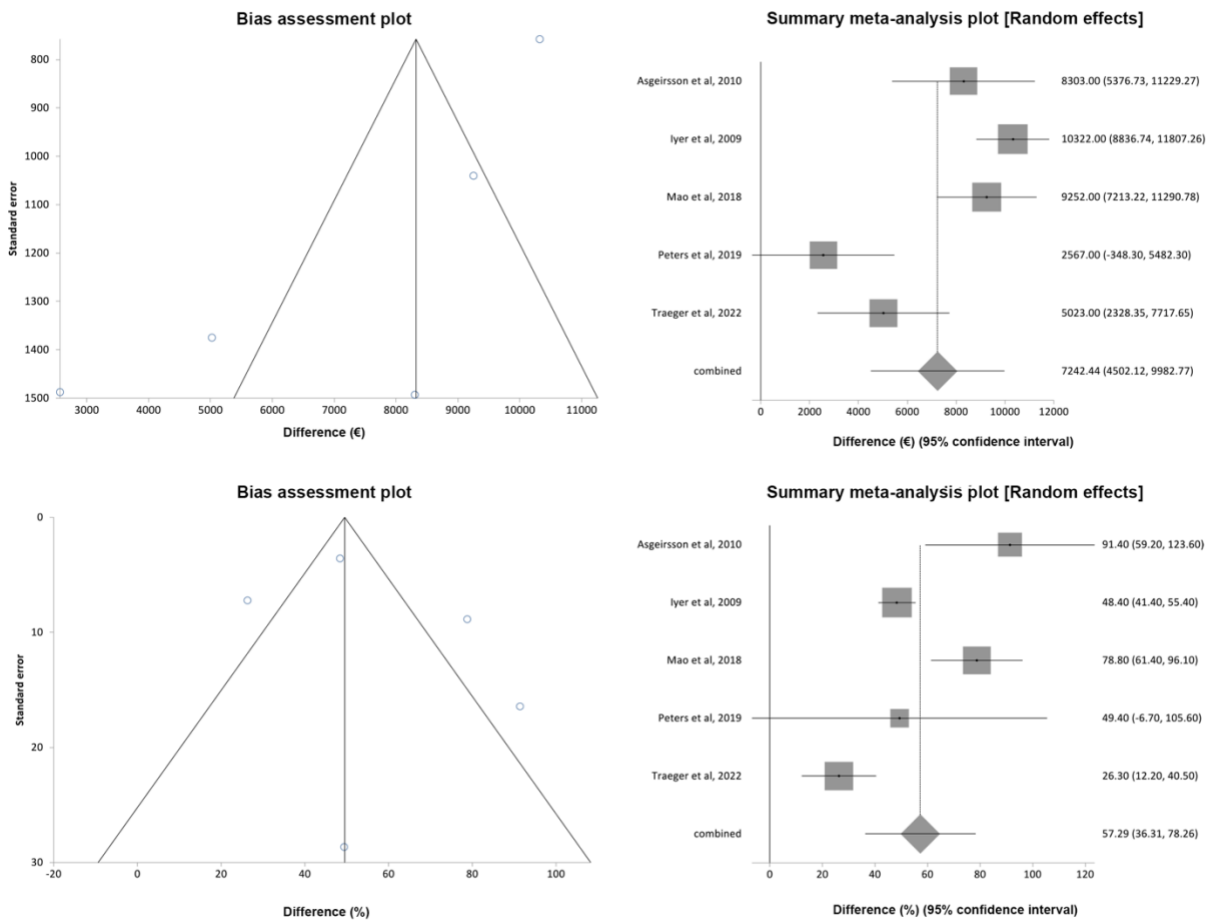 Bias assessment plot
800
900
1000
1100
1200
1300
1400
1500
Standard error
3000 4000 5000 6000 7000 8000 9000 10000 11000
Difference (€)
Summary meta-analysis plot [Random effects]
Asgeirsson et al, 2010 8303.00 (5376.73, 11229.27)
Iyer et al, 2009 10322.00 (8836.74, 11807.26)
Mao et al, 2018 9252.00 (7213.22, 11290.78)
Peters et al, 2019 2567.00 (-348.30, 5482.30)
Traeger et al, 2022 5023.00 (2328.35, 7717.65)
combined 7242.44 (4502.12, 9982.77)
0 2000 4000 6000 8000 10000 12000
Difference (€) (95% confidence interval)
Bias assessment plot
0
10
20
30
Standard error
-20 0 20 40 60 80 100
Difference (%)
Summary meta-analysis plot [Random effects]
Asgeirsson et al, 2010 91.40 (59.20, 123.60)
Iyer et al, 2009 48.40 (41.40, 55.40)
Mao et al, 2018 78.80 (61.40, 96.10)
Peters et al, 2019 49.40 (-6.70, 105.60)
Traeger et al, 2022 26.30 (12.20, 40.50)
combined 57.29 (36.31, 78.26)
0 20 40 60 80 100 120
Difference (%) (95% confidence interval)